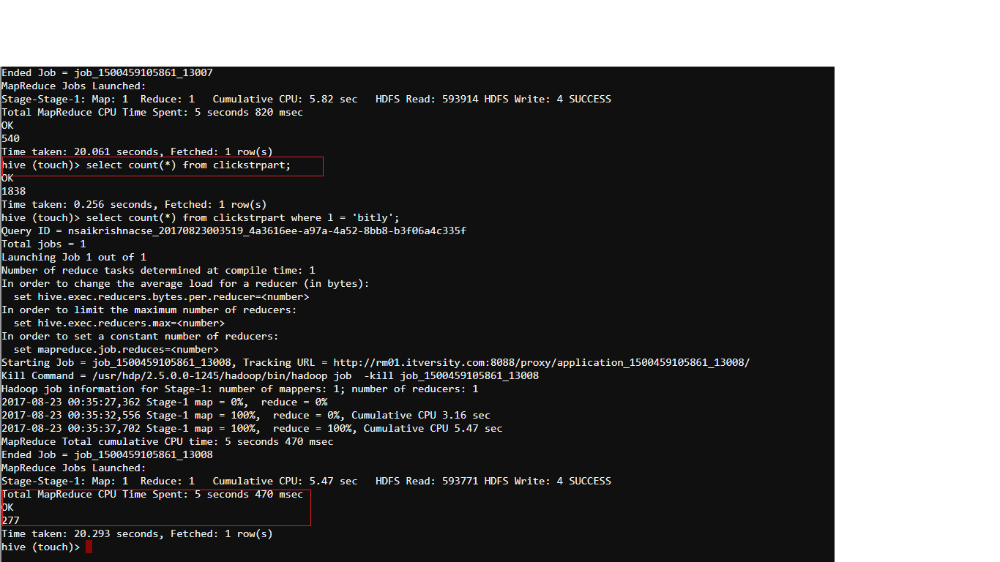 Ended Job = job_1500459105861_13007
MapReduce Jobs Launched:
Stage-Stage-1: Map: 1  Reduce: 1   Cumulative CPU: 5.82 sec   HDFS Read: 593914 HDFS Write: 4 SUCCESS
Total MapReduce CPU Time Spent: 5 seconds 820 msec
OK
540
Time taken: 20.061 seconds, Fetched: 1 row(s)
hive (touch)> select count(*) from clickstrpart;
OK
1838
Time taken: 0.256 seconds, Fetched: 1 row(s)
hive (touch)> select count(*) from clickstrpart where l = 'bitly';
Query ID = nsaikrishnacse_20170823003519_4a3616ee-a97a-4a52-8bb8-b3f06a4c335f
Total jobs = 1
Launching Job 1 out of 1
Number of reduce tasks determined at compile time: 1
In order to change the average load for a reducer (in bytes):
  set hive.exec.reducers.bytes.per.reducer=<number>
In order to limit the maximum number of reducers:
  set hive.exec.reducers.max=<number>
In order to set a constant number of reducers:
  set mapreduce.job.reduces=<number>
Starting Job = job_1500459105861_13008, Tracking URL = http://rm01.itversity.com:8088/proxy/application_1500459105861_13008/
Kill Command = /usr/hdp/2.5.0.0-1245/hadoop/bin/hadoop job  -kill job_1500459105861_13008
Hadoop job information for Stage-1: number of mappers: 1; number of reducers: 1
2017-08-23 00:35:27,362 Stage-1 map = 0%,  reduce = 0%
2017-08-23 00:35:32,556 Stage-1 map = 100%,  reduce = 0%, Cumulative CPU 3.16 sec
2017-08-23 00:35:37,702 Stage-1 map = 100%,  reduce = 100%, Cumulative CPU 5.47 sec
MapReduce Total cumulative CPU time: 5 seconds 470 msec
Ended Job = job_1500459105861_13008
MapReduce Jobs Launched:
Stage-Stage-1: Map: 1  Reduce: 1   Cumulative CPU: 5.47 sec   HDFS Read: 593771 HDFS Write: 4 SUCCESS
Total MapReduce CPU Time Spent: 5 seconds 470 msec
OK
277
Time taken: 20.293 seconds, Fetched: 1 row(s)
hive (touch)>